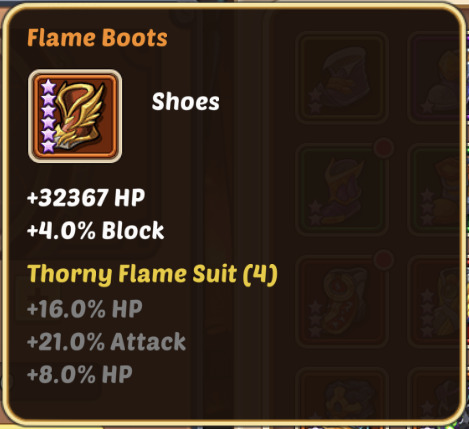 Flame Boots
Shoes
+32367 HP
+4.0% Block
Thorny Flame Suit (4)
+16.0% HP
+21.0% Attack
+8.0% HP